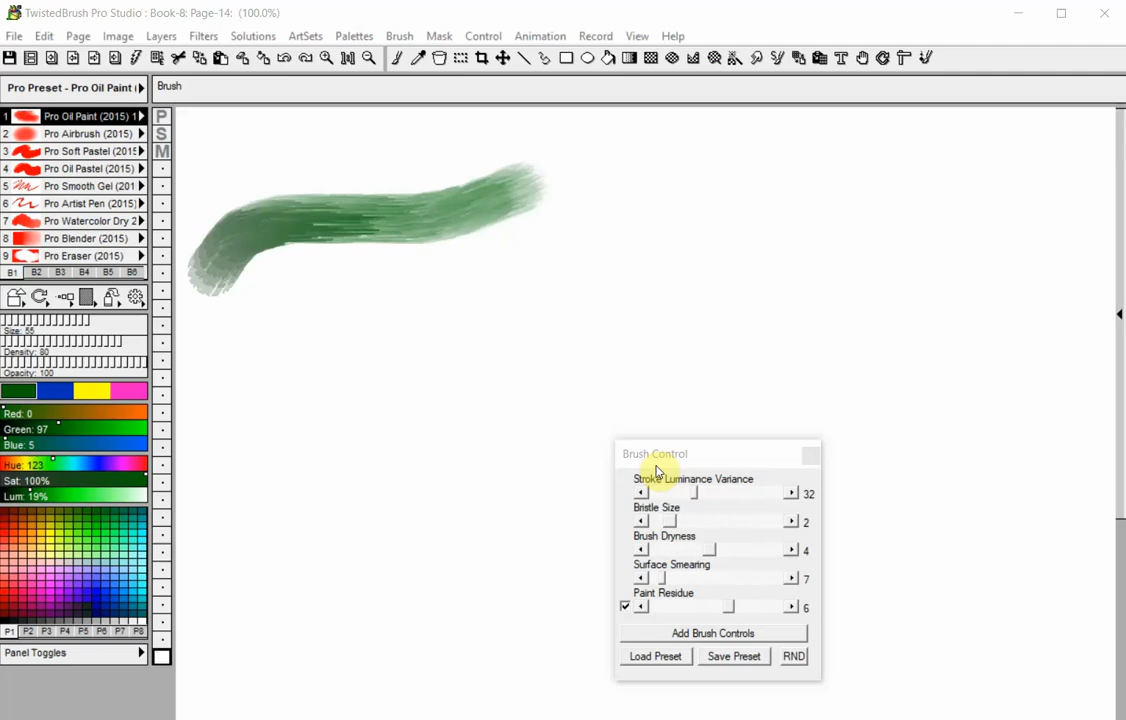 TwistedBrush Pro Studio : Book-8: Page-14: (100.0%)
File Edit Page Image Layers Filters Solutions ArtSets Palettes Brush Mask Control Animation Record View Help
Pro Preset - Pro Oil Paint (
Brush
1 Pro Oil Paint (2015) 1
2 Pro Airbrush (2015)
3 Pro Soft Pastel (2015
4 Pro Oil Pastel (2015)
5 Pro Smooth Gel (201
6 Pro Artist Pen (2015)
7 Pro Watercolor Dry 2
8 Pro Blender (2015)
9 Pro Eraser (2015)
P
S
M
B1 B2 B3 B4 B5 B6
Size: 55
Density: 80
Opacity: 100
Red: 0
Green: 97
Blue: 5
Hue: 123
Sat: 100%
Lum: 19%
P1 P2 P3 P4 P5 P6 P7 P8
Panel Toggles
Brush Control
Stroke Luminance Variance
32
Bristle Size
2
Brush Dryness
4
Surface Smearing
7
Paint Residue
6
Add Brush Controls
Load Preset Save Preset RND